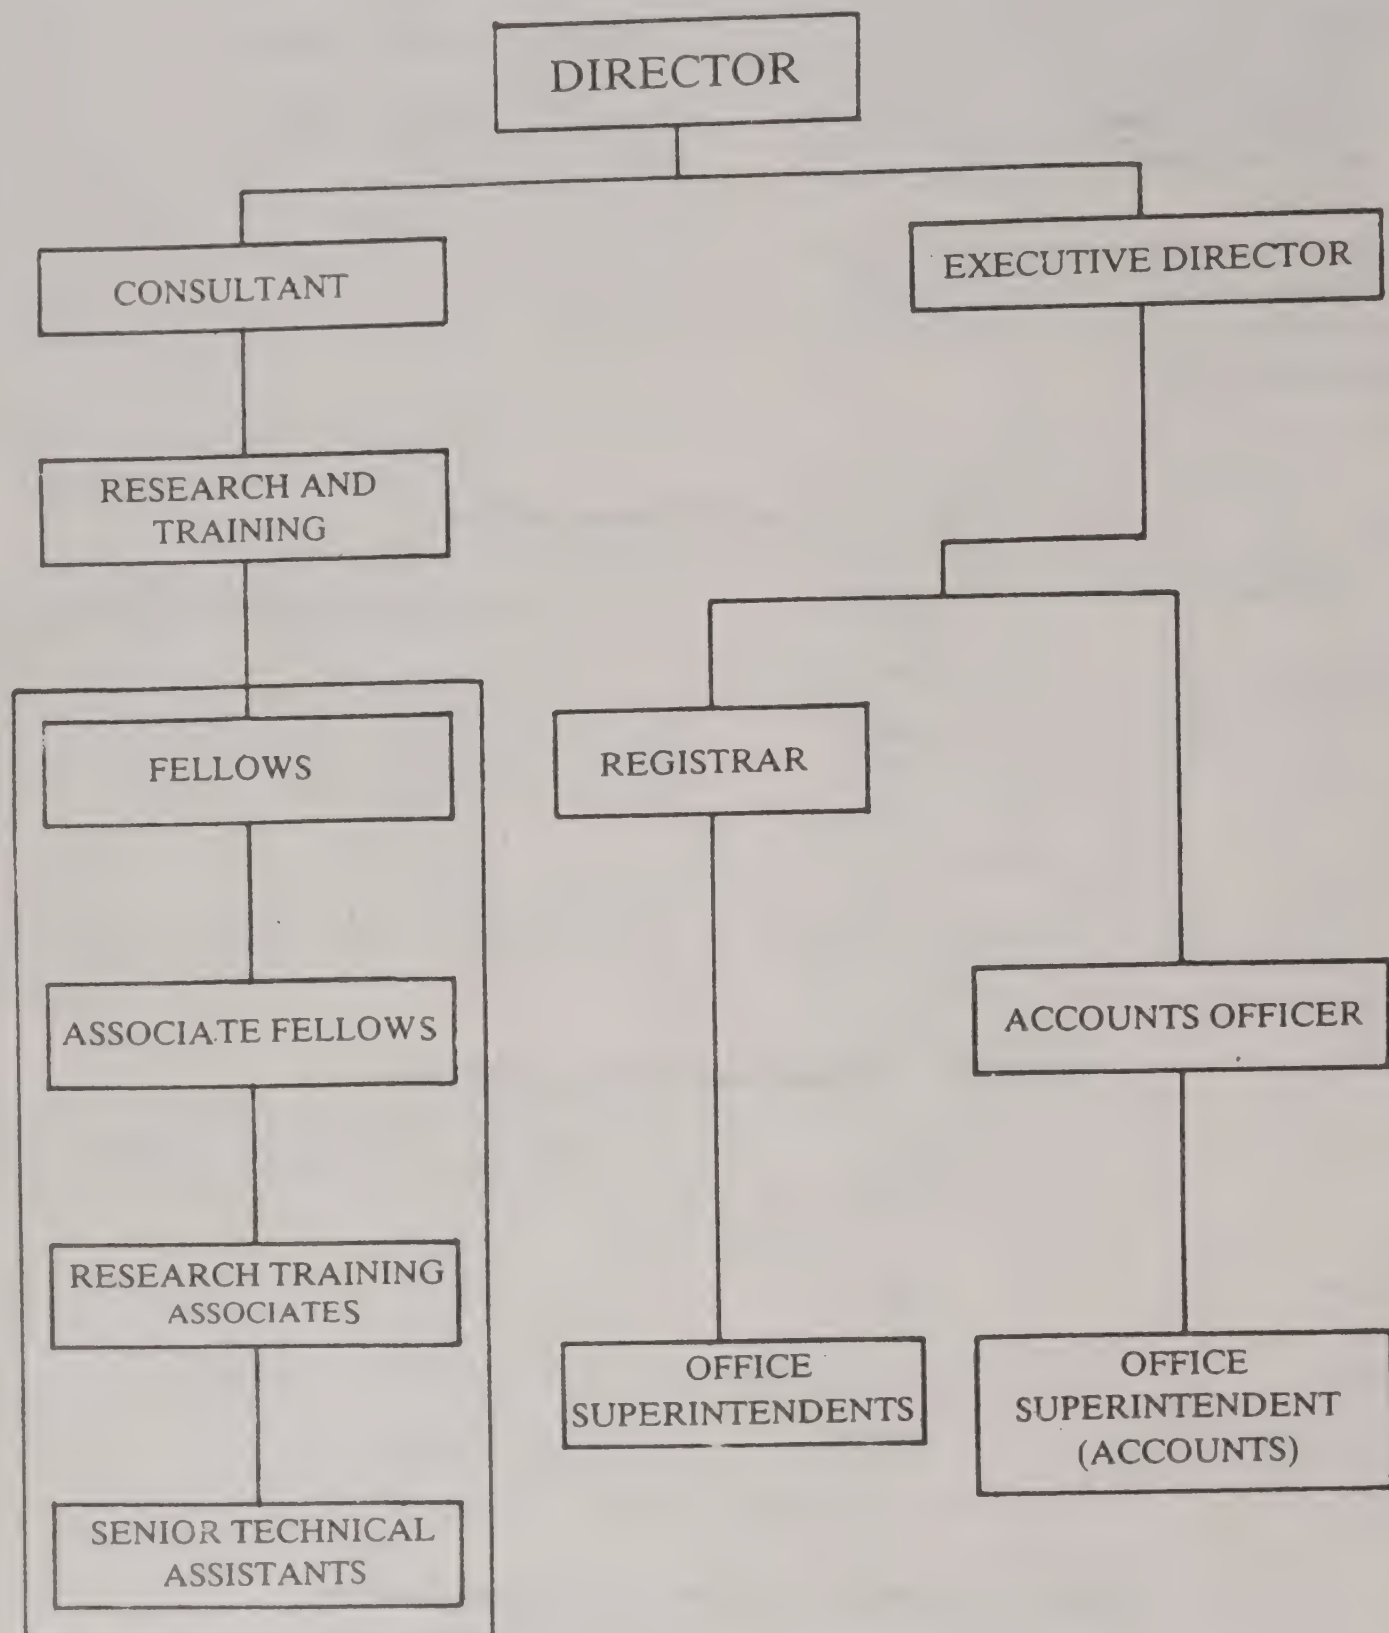 DIRECTOR
CONSULTANT
EXECUTIVE DIRECTOR
RESEARCH AND
TRAINING
FELLOWS
REGISTRAR
ASSOCIATE FELLOWS
ACCOUNTS OFFICER
RESEARCH TRAINING
ASSOCIATES
OFFICE
SUPERINTENDENTS
OFFICE
SUPERINTENDENT
(ACCOUNTS)
SENIOR TECHNICAL
ASSISTANTS